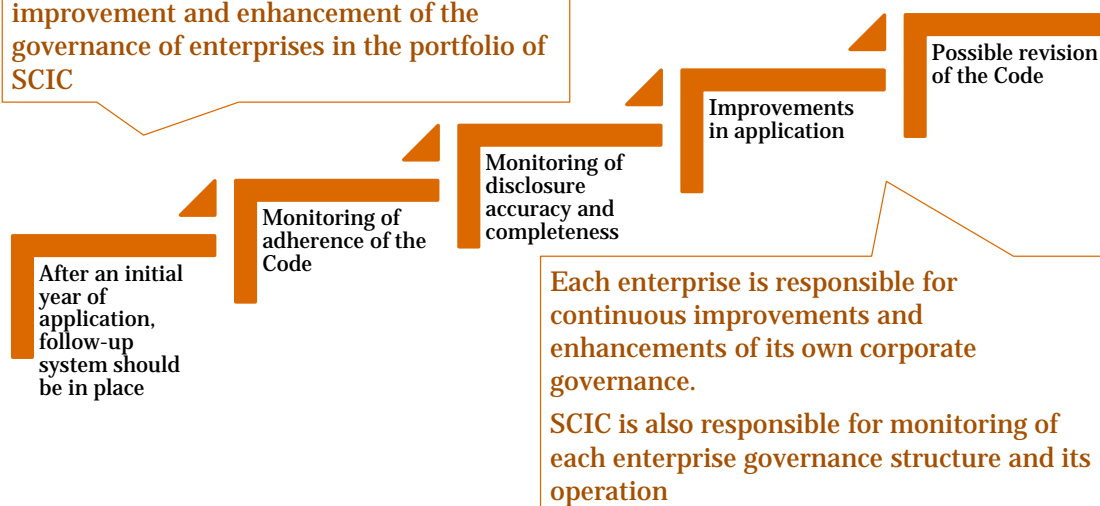 improvement and enhancement of the
governance of enterprises in the portfolio of
SCIC
Possible revision
of the Code
Improvements
in application
Monitoring of
disclosure
accuracy and
completeness
Monitoring of
adherence of the
Code
After an initial
year of
application,
follow-up
system should
be in place
Each enterprise is responsible for
continuous improvements and
enhancements of its own corporate
governance.
SCIC is also responsible for monitoring of
each enterprise governance structure and its
operation